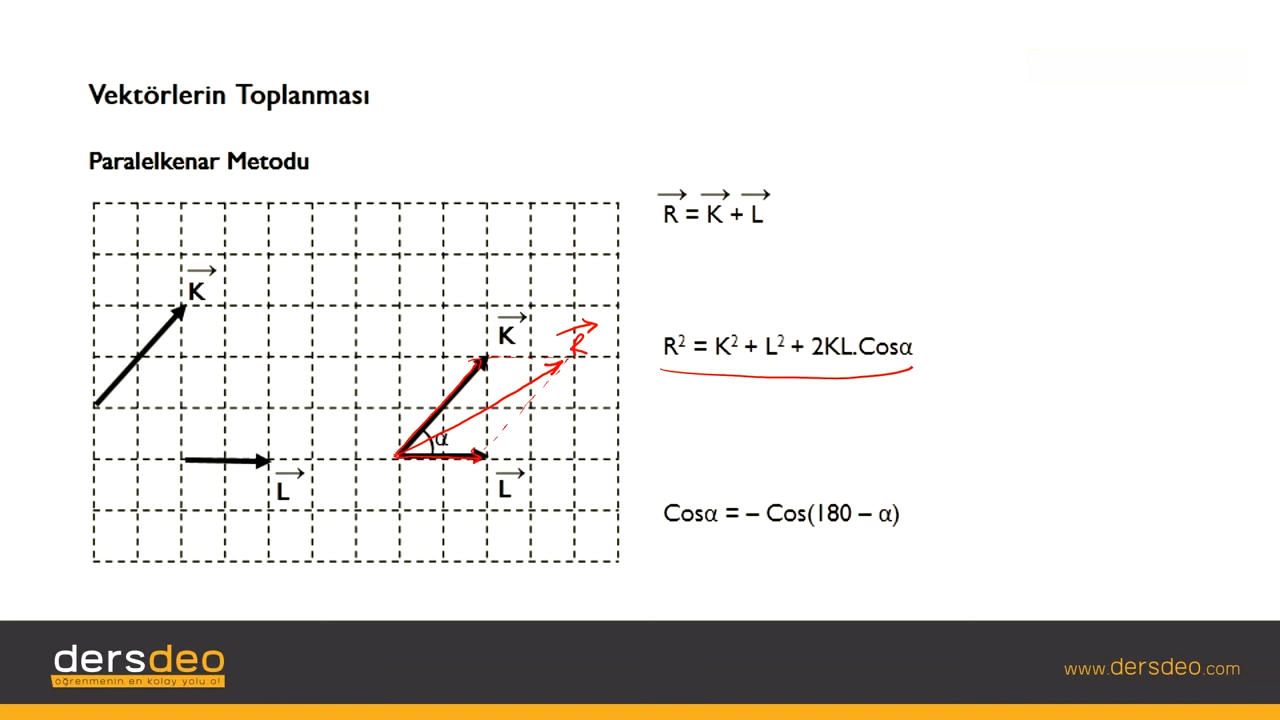 Vektörlerin Toplanması
Paralelkenar Metodu
R = K + L
K
K
R
R² = K² + L² + 2KL.Cosα
α
L
L
Cosα = – Cos(180 – α)
dersdeo
öğrenmenin en kolay yolu o!
www.dersdeo.com